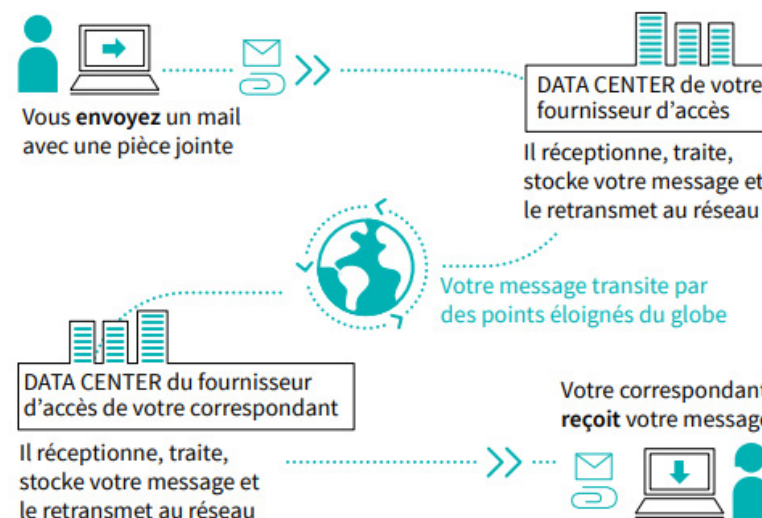 Vous envoyez un mail
avec une pièce jointe
DATA CENTER de votre
fournisseur d'accès
Il réceptionne, traite,
stocke votre message et
le retransmet au réseau
Votre message transite par
des points éloignés du globe
DATA CENTER du fournisseur
d'accès de votre correspondant
Il réceptionne, traite,
stocke votre message et
le retransmet au réseau
Votre correspondant
reçoit votre message